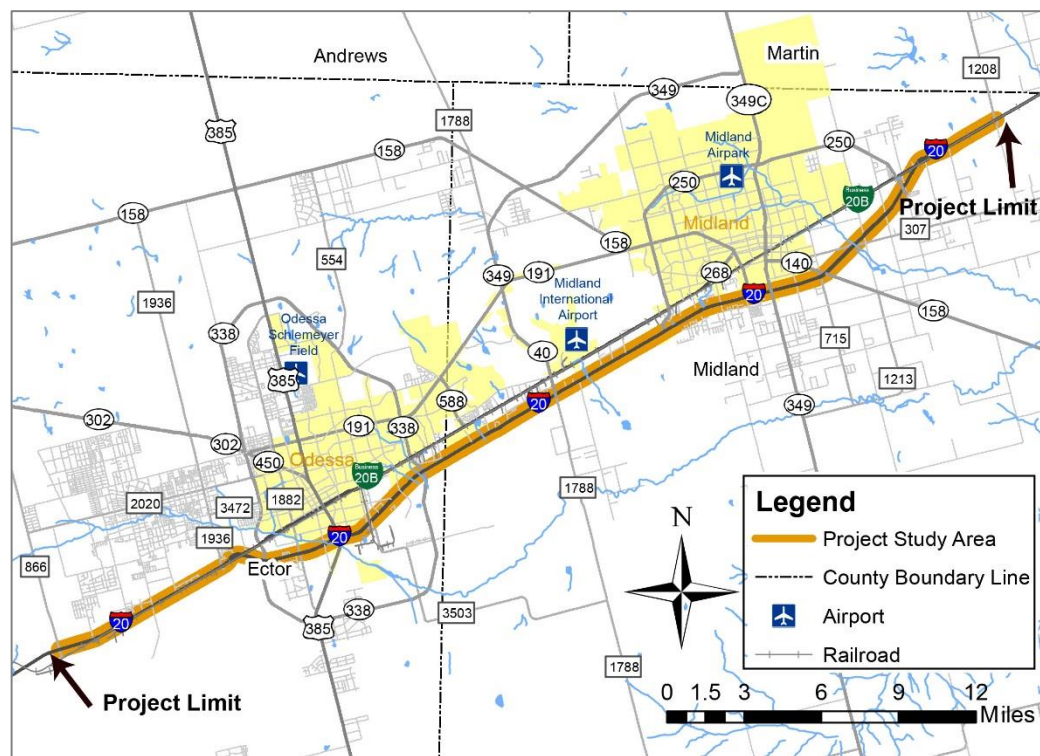 Andrews
Martin
1208
349
349C
385
1788
158
Midland
Airpark
250
20
250
Business
20B
Project Limit
158
Midland
307
158
554
349
191
268
140
Midland
International
Airport
20
1936
338
Odessa
Schlemeyer
Field
158
715
40
Midland
385
1213
588
20
349
302
191
338
302
450
Odessa
Business
20B
1788
2020
3472
1882
1936
20
866
Ector
338
3503
20
385
1788
Project Limit
N
Legend
Project Study Area
County Boundary Line
Airport
Railroad
0 1.5 3 6 9 12
Miles